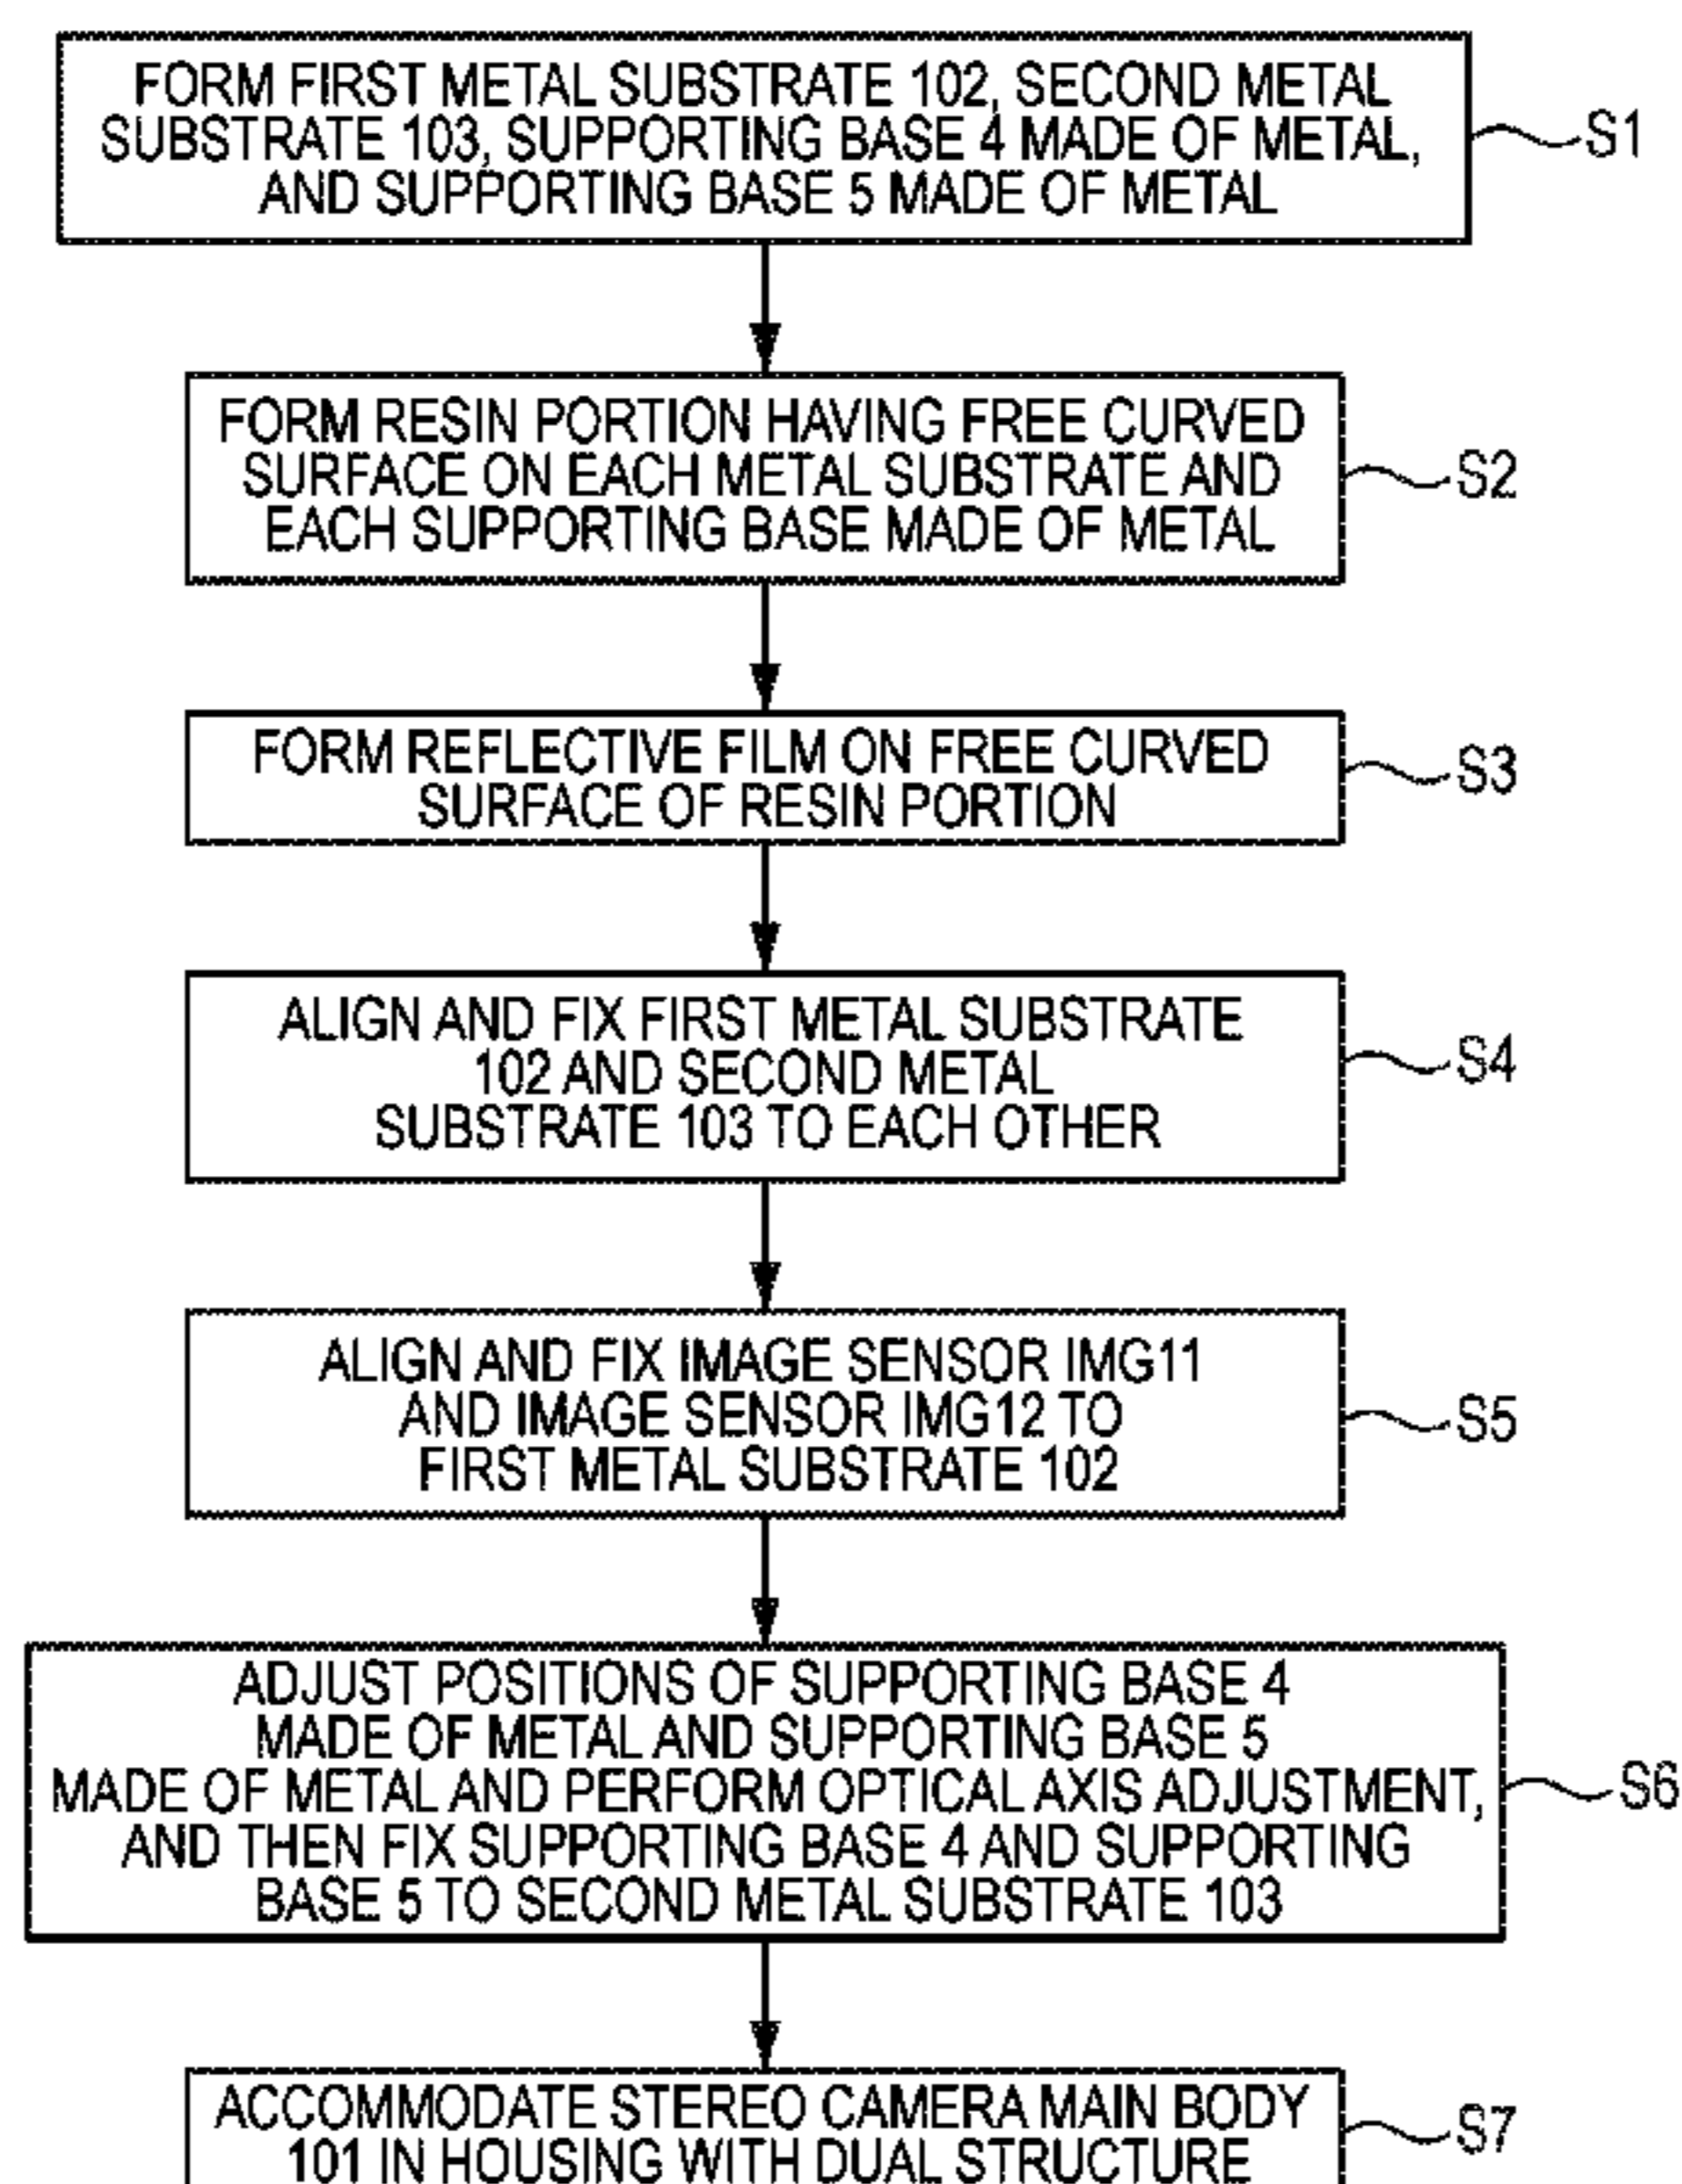 FORM FIRST METAL SUBSTRATE 102, SECOND METAL
SUBSTRATE 103, SUPPORTING BASE 4 MADE OF METAL,
AND SUPPORTING BASE 5 MADE OF METAL
S1
FORM RESIN PORTION HAVING FREE CURVED
SURFACE ON EACH METAL SUBSTRATE AND
EACH SUPPORTING BASE MADE OF METAL
S2
FORM REFLECTIVE FILM ON FREE CURVED
SURFACE OF RESIN PORTION
S3
ALIGN AND FIX FIRST METAL SUBSTRATE
102 AND SECOND METAL
SUBSTRATE 103 TO EACH OTHER
S4
ALIGN AND FIX IMAGE SENSOR IMG11
AND IMAGE SENSOR IMG12 TO
FIRST METAL SUBSTRATE 102
S5
ADJUST POSITIONS OF SUPPORTING BASE 4
MADE OF METAL AND SUPPORTING BASE 5
MADE OF METAL AND PERFORM OPTICAL AXIS ADJUSTMENT,
AND THEN FIX SUPPORTING BASE 4 AND SUPPORTING
BASE 5 TO SECOND METAL SUBSTRATE 103
S6
ACCOMMODATE STEREO CAMERA MAIN BODY
101 IN HOUSING WITH DUAL STRUCTURE
S7